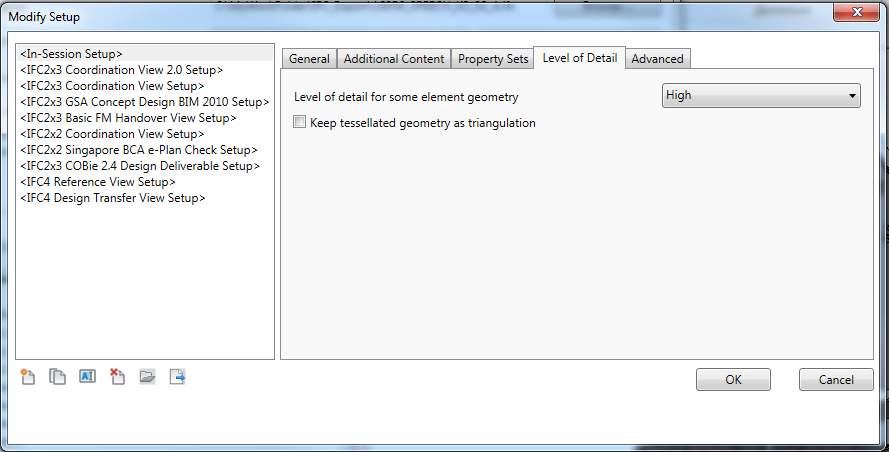 Modify Setup
<In-Session Setup>
<IFC2x3 Coordination View 2.0 Setup>
<IFC2x3 Coordination View Setup>
<IFC2x3 GSA Concept Design BIM 2010 Setup>
<IFC2x3 Basic FM Handover View Setup>
<IFC2x2 Coordination View Setup>
<IFC2x2 Singapore BCA e-Plan Check Setup>
<IFC2x3 COBie 2.4 Design Deliverable Setup>
<IFC4 Reference View Setup>
<IFC4 Design Transfer View Setup>
General Additional Content Property Sets Level of Detail Advanced
Level of detail for some element geometry High
Keep tessellated geometry as triangulation
OK Cancel